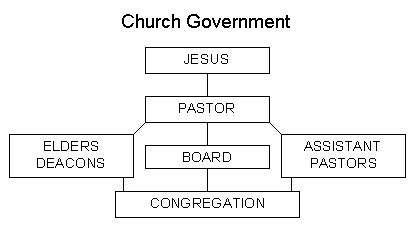 Church Government
JESUS
PASTOR
ELDERS
DEACONS
BOARD
ASSISTANT
PASTORS
CONGREGATION